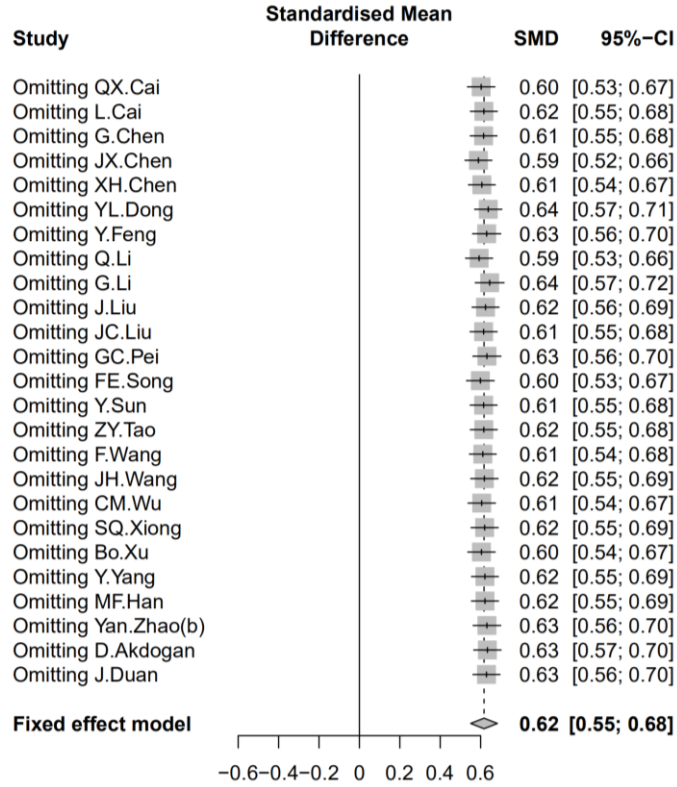 Standardised Mean
Study Difference SMD 95%−CI
Omitting QX.Cai 0.60 [0.53; 0.67]
Omitting L.Cai 0.62 [0.55; 0.68]
Omitting G.Chen 0.61 [0.55; 0.68]
Omitting JX.Chen 0.59 [0.52; 0.66]
Omitting XH.Chen 0.61 [0.54; 0.67]
Omitting YL.Dong 0.64 [0.57; 0.71]
Omitting Y.Feng 0.63 [0.56; 0.70]
Omitting Q.Li 0.59 [0.53; 0.66]
Omitting G.Li 0.64 [0.57; 0.72]
Omitting J.Liu 0.62 [0.56; 0.69]
Omitting JC.Liu 0.61 [0.55; 0.68]
Omitting GC.Pei 0.63 [0.56; 0.70]
Omitting FE.Song 0.60 [0.53; 0.67]
Omitting Y.Sun 0.61 [0.55; 0.68]
Omitting ZY.Tao 0.62 [0.55; 0.68]
Omitting F.Wang 0.61 [0.54; 0.68]
Omitting JH.Wang 0.62 [0.55; 0.69]
Omitting CM.Wu 0.61 [0.54; 0.67]
Omitting SQ.Xiong 0.62 [0.55; 0.69]
Omitting Bo.Xu 0.60 [0.54; 0.67]
Omitting Y.Yang 0.62 [0.55; 0.69]
Omitting MF.Han 0.62 [0.55; 0.69]
Omitting Yan.Zhao(b) 0.63 [0.56; 0.70]
Omitting D.Akdogan 0.63 [0.57; 0.70]
Omitting J.Duan 0.63 [0.56; 0.70]
Fixed effect model 0.62 [0.55; 0.68]
−0.6−0.4−0.2 0 0.2 0.4 0.6